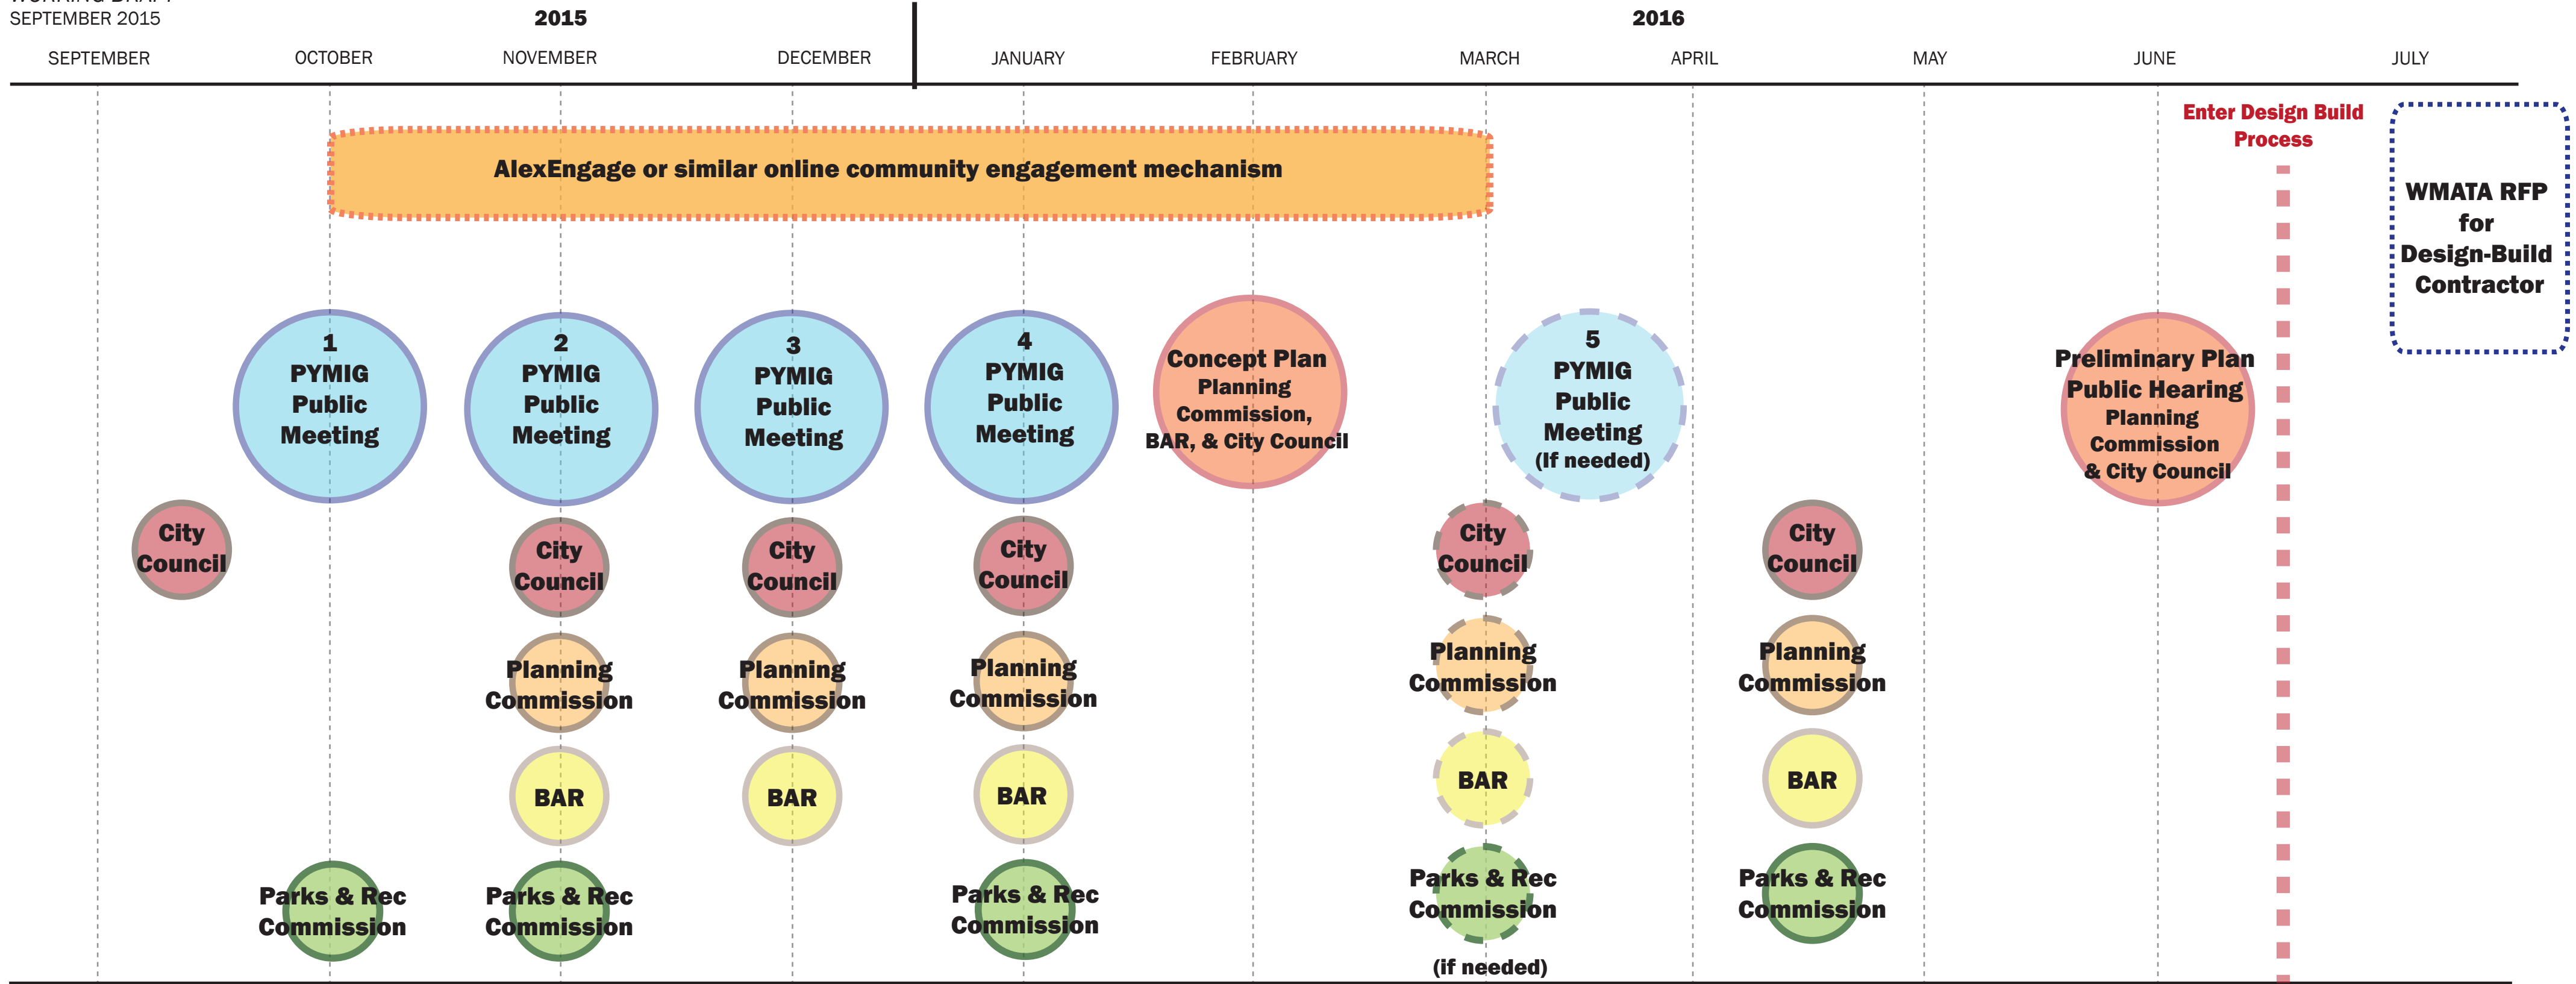 SEPTEMBER 2015
2015
2016
SEPTEMBER
OCTOBER
NOVEMBER
DECEMBER
JANUARY
FEBRUARY
MARCH
APRIL
MAY
JUNE
JULY
AlexEngage or similar online community engagement mechanism
Enter Design Build
Process
WMATA RFP
for
Design-Build
Contractor
1
PYMIG
Public
Meeting
2
PYMIG
Public
Meeting
3
PYMIG
Public
Meeting
4
PYMIG
Public
Meeting
Concept Plan
Planning
Commission,
BAR, & City Council
5
PYMIG
Public
Meeting
(If needed)
Preliminary Plan
Public Hearing
Planning
Commission
& City Council
City
Council
City
Council
City
Council
City
Council
City
Council
City
Council
Planning
Commission
Planning
Commission
Planning
Commission
Planning
Commission
Planning
Commission
BAR
BAR
BAR
BAR
BAR
Parks & Rec
Commission
Parks & Rec
Commission
Parks & Rec
Commission
Parks & Rec
Commission
Parks & Rec
Commission
(if needed)